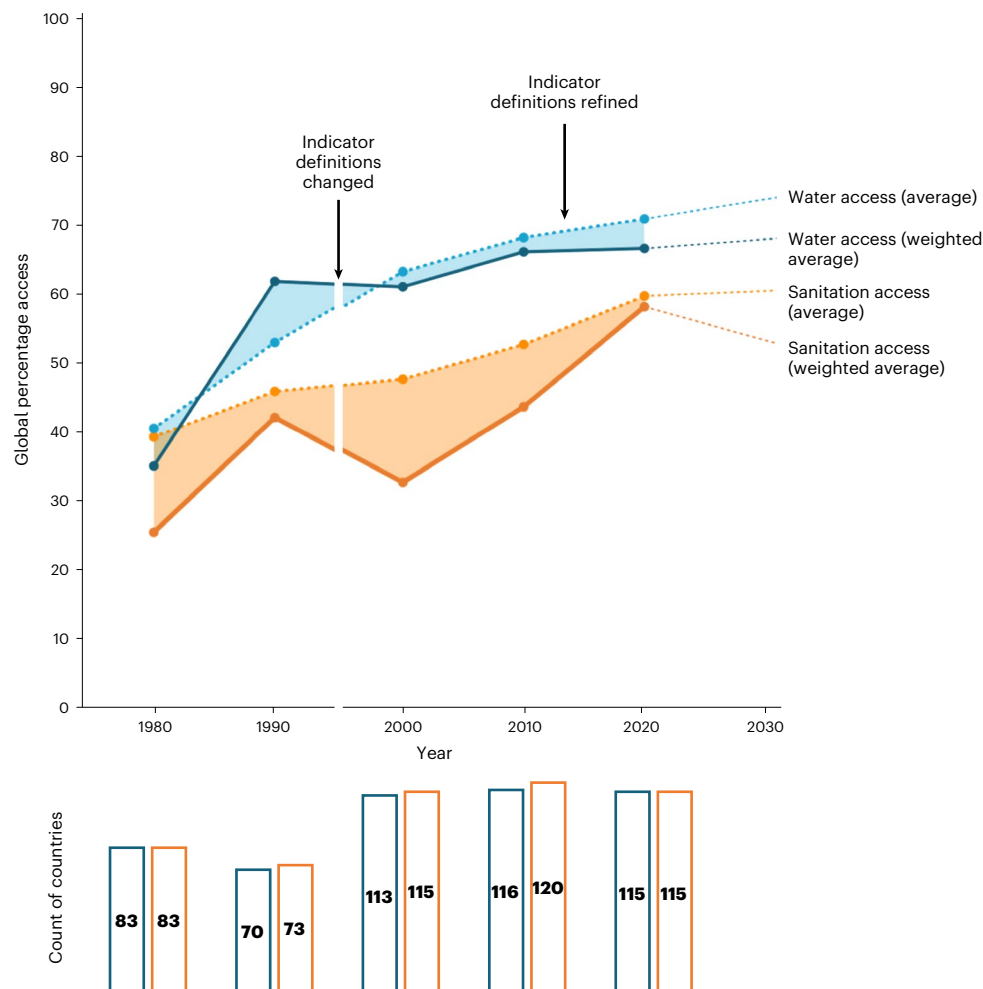 100
90
80
70
60
50
40
30
20
10
0
Global percentage access
Indicator
definitions
changed
Indicator
definitions refined
Water access (average)
Water access (weighted
average)
Sanitation access
(average)
Sanitation access
(weighted average)
1980
1990
2000
2010
2020
2030
Year
Count of countries
83
83
70
73
113
115
116
120
115
115